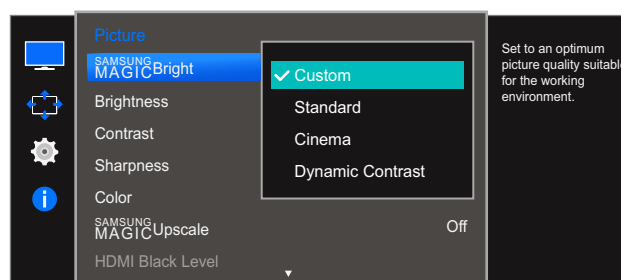 Picture
SAMSUNG
MAGICBright
Brightness
Contrast
Sharpness
Color
SAMSUNG
MAGICUpscale
Off
HDMI Black Level
Custom
Standard
Cinema
Dynamic Contrast
Set to an optimum
picture quality suitable
for the working
environment.